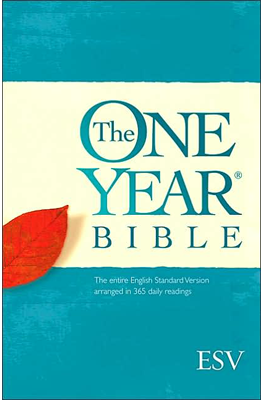 The ONE
YEAR®
BIBLE
The entire English Standard Version
arranged in 365 daily readings
ESV